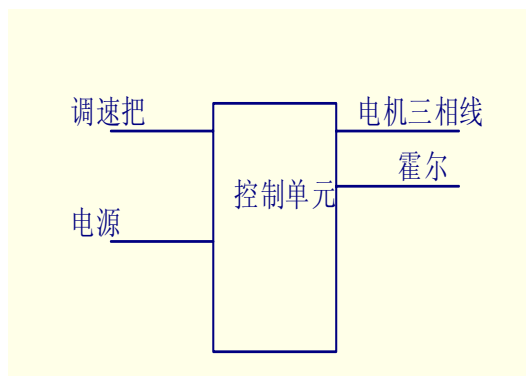 调速把
电机三相线
霍尔
控制单元
电源